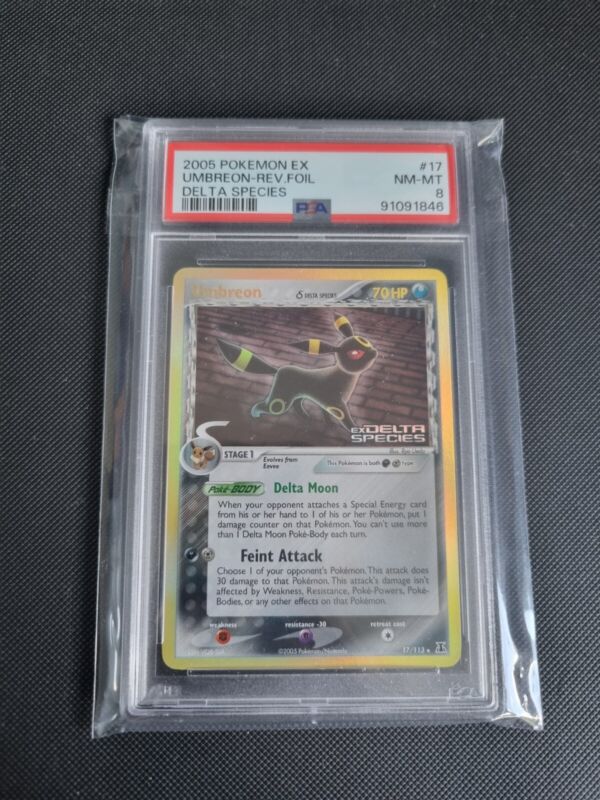 2005 POKEMON EX #17
UMBREON-REV.FOIL NM-MT
DELTA SPECIES 8
PSA 91091846
Umbreon δ DELTA SPECIES 70 HP
EX DELTA
SPECIES
STAGE 1
Evolves from
Eevee
This Pokémon is both type
Poké-BODY Delta Moon
When your opponent attaches a Special Energy card
from his or her hand to 1 of his or her Pokémon, put 1
damage counter on that Pokémon. You can't use more
than 1 Delta Moon Poké-Body each turn.
Feint Attack
Choose 1 of your opponent's Pokémon. This attack does
30 damage to that Pokémon. This attack's damage isn't
affected by Weakness, Resistance, Poké-Powers, Poké-
Bodies, or any other effects on that Pokémon.
weakness resistance -30 retreat cost
©2005 Pokémon/Nintendo 17/113